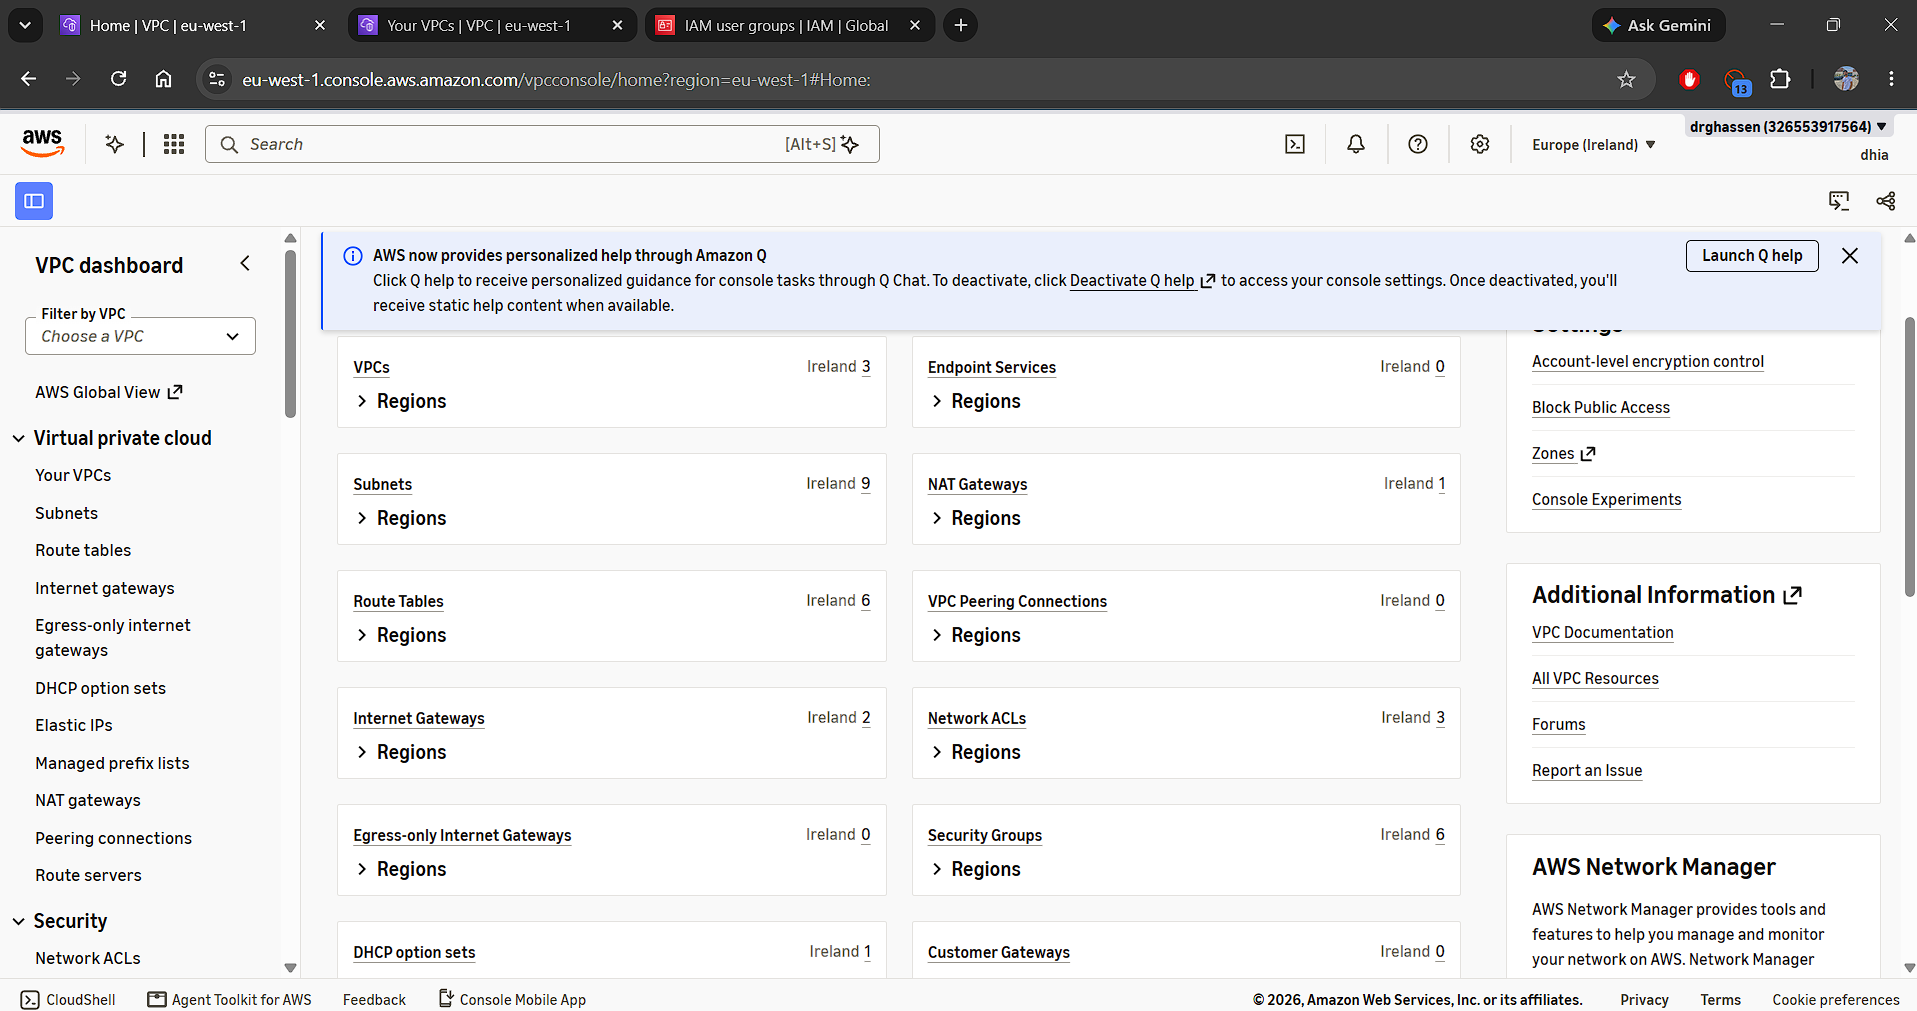 Home | VPC | eu-west-1
Your VPCs | VPC | eu-west-1
IAM user groups | IAM | Global
Ask Gemini
eu-west-1.console.aws.amazon.com/vpcconsole/home?region=eu-west-1#Home:
13
aws
Search
[Alt+S]
Europe (Ireland)
drghassen (326553917564)
dhia
VPC dashboard
Filter by VPC
Choose a VPC
AWS Global View
Virtual private cloud
Your VPCs
Subnets
Route tables
Internet gateways
Egress-only internet
gateways
DHCP option sets
Elastic IPs
Managed prefix lists
NAT gateways
Peering connections
Route servers
Security
Network ACLs
AWS now provides personalized help through Amazon Q
Click Q help to receive personalized guidance for console tasks through Q Chat. To deactivate, click Deactivate Q help to access your console settings. Once deactivated, you'll
receive static help content when available.
Launch Q help
VPCs
Ireland 3
Regions
Endpoint Services
Ireland 0
Regions
Subnets
Ireland 9
Regions
NAT Gateways
Ireland 1
Regions
Route Tables
Ireland 6
Regions
VPC Peering Connections
Ireland 0
Regions
Internet Gateways
Ireland 2
Regions
Network ACLs
Ireland 3
Regions
Egress-only Internet Gateways
Ireland 0
Regions
Security Groups
Ireland 6
Regions
DHCP option sets
Ireland 1
Customer Gateways
Ireland 0
Settings
Account-level encryption control
Block Public Access
Zones
Console Experiments
Additional Information
VPC Documentation
All VPC Resources
Forums
Report an Issue
AWS Network Manager
AWS Network Manager provides tools and
features to help you manage and monitor
your network on AWS. Network Manager
CloudShell
Agent Toolkit for AWS
Feedback
Console Mobile App
© 2026, Amazon Web Services, Inc. or its affiliates.
Privacy
Terms
Cookie preferences